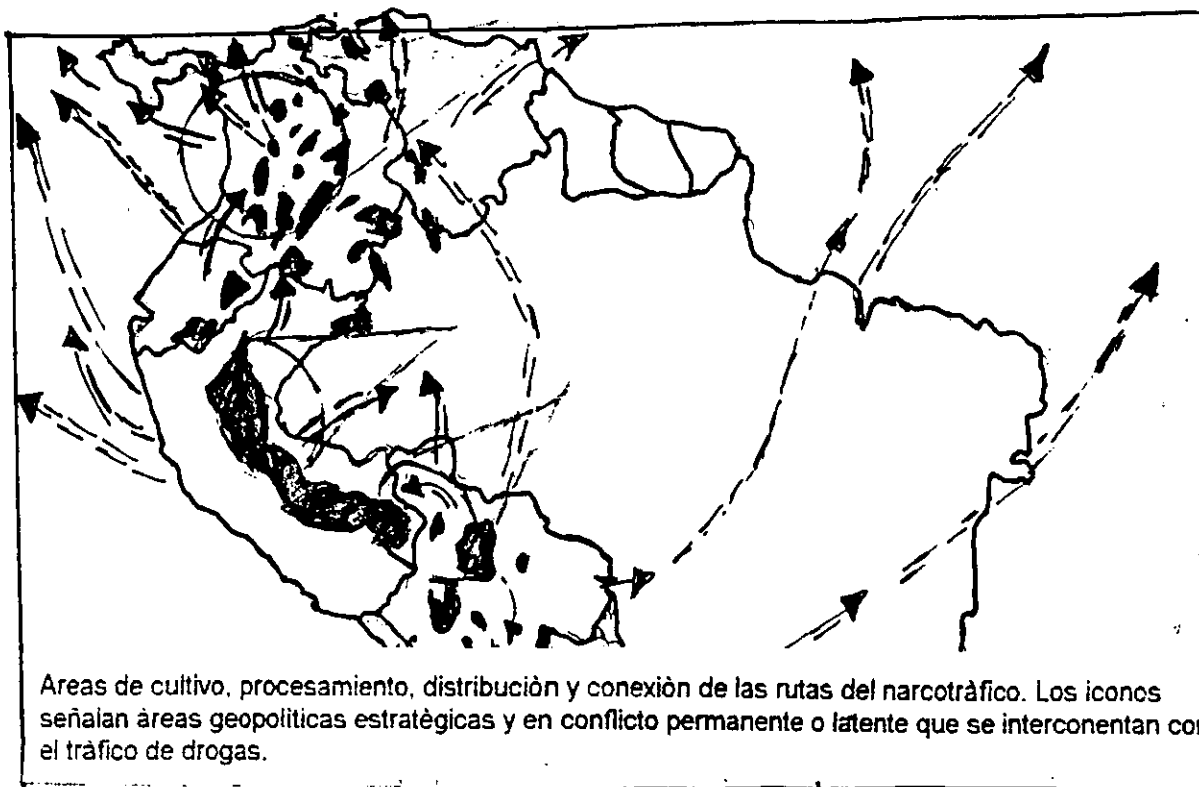 Areas de cultivo, procesamiento, distribuciòn y conexiòn de las rutas del narcotràfico. Los iconos
señalan àreas geopolìticas estratègicas y en conflicto permanente o latente que se interconentan con
el tràfico de drogas.